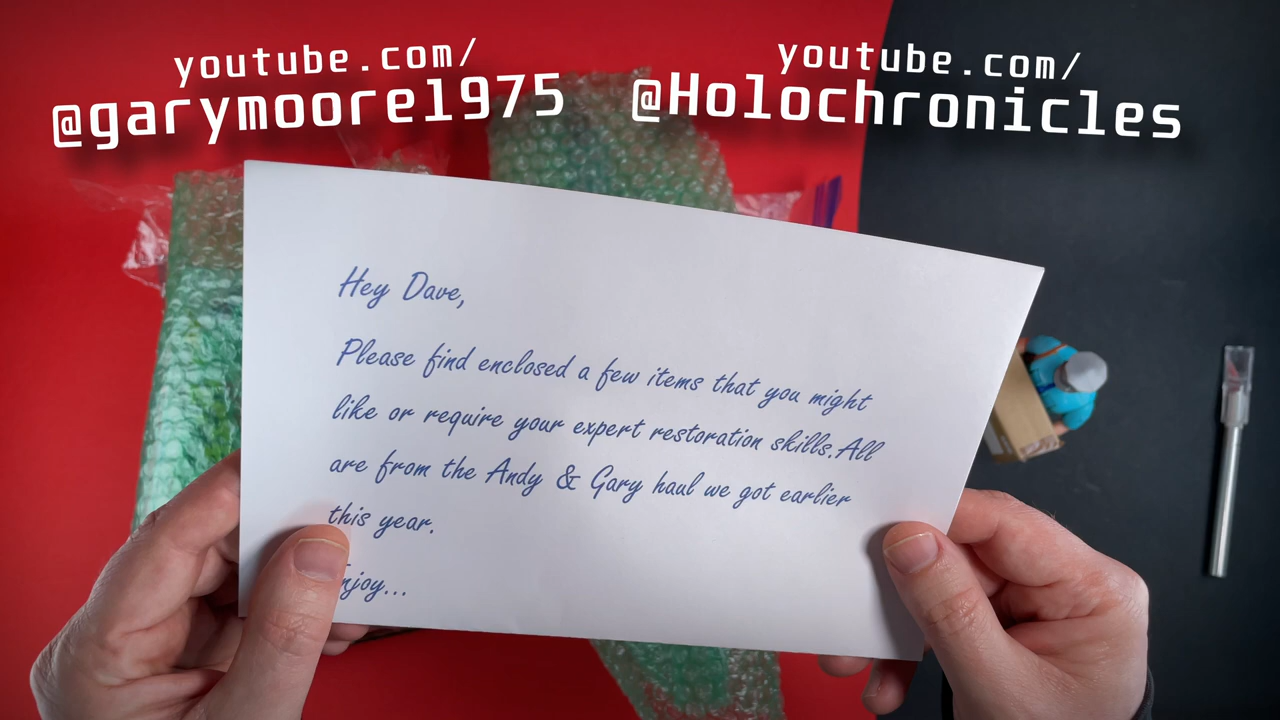 youtube.com/
@garymoore1975
youtube.com/
@Holochronicles
Hey Dave,
Please find enclosed a few items that you might
like or require your expert restoration skills.All
are from the Andy & Gary haul we got earlier
this year.
Enjoy...